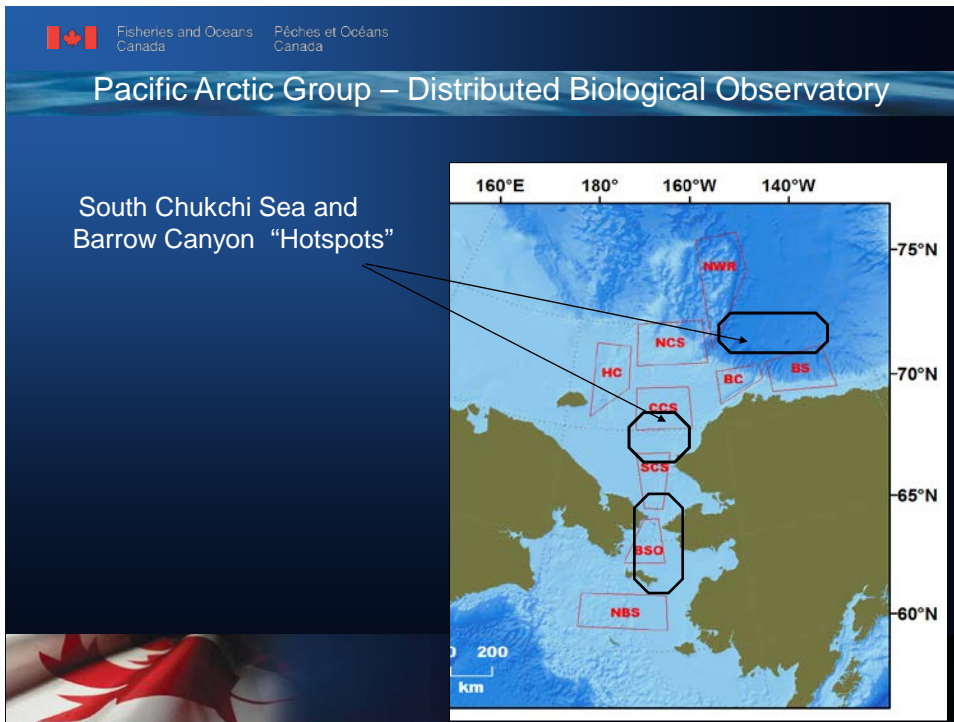 Fisheries and Oceans Pêches et Océans
Canada Canada
Pacific Arctic Group – Distributed Biological Observatory
South Chukchi Sea and
Barrow Canyon "Hotspots"
160°E 180° 160°W 140°W
75°N
NWR
NCS
HC
BC
BS
70°N
CCS
SCS
65°N
BSO
NBS
60°N
0 200
km